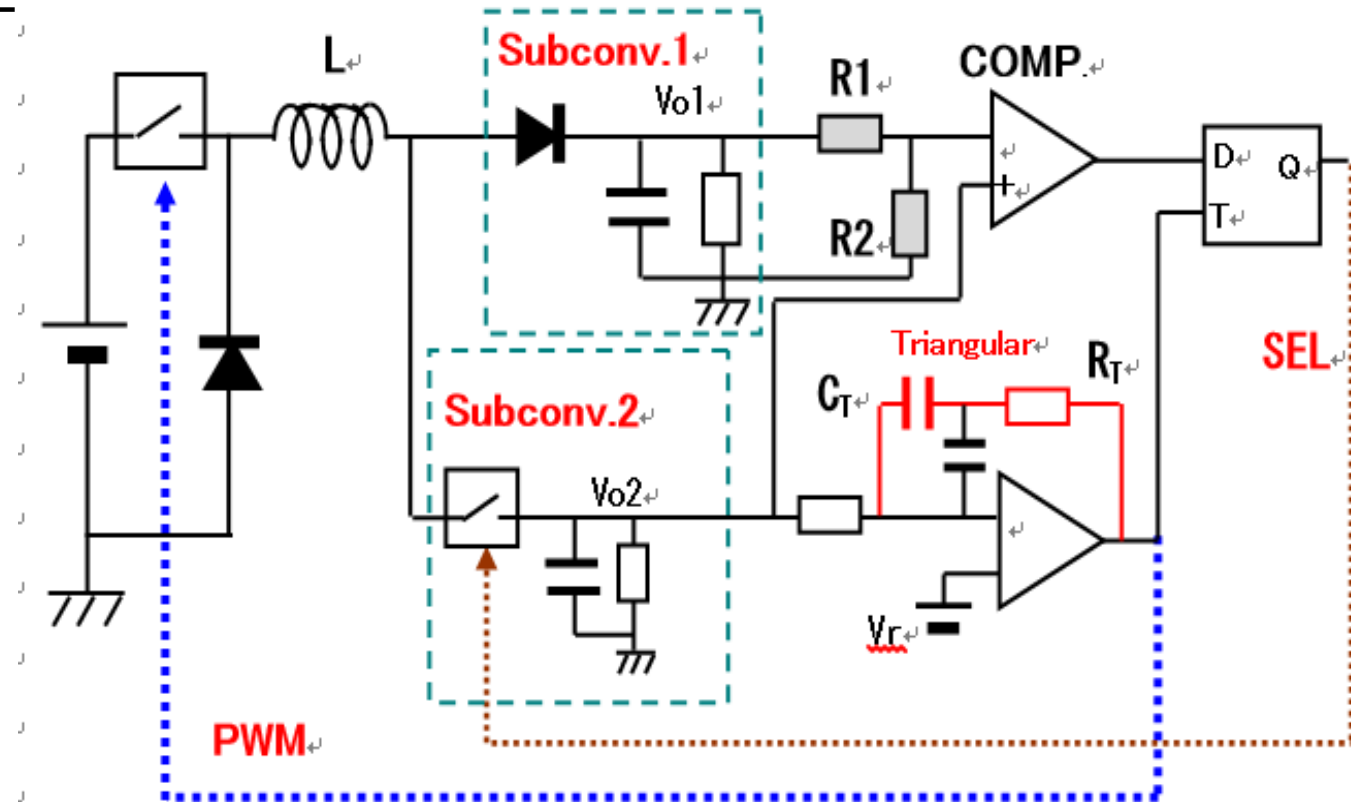 L
Subconv.1
Vo1
R1
COMP.
+
D
Q
T
R2
Triangular
RT
CT
SEL
Subconv.2
Vo2
Vr
PWM